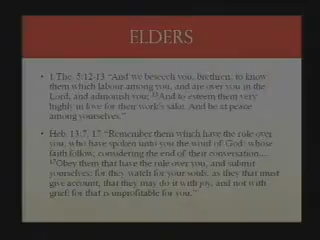 ELDERS
• 1 The. 5:12-13 "And we beseech you, brethren, to know
them which labour among you, and are over you in the
Lord, and admonish you; ¹³And to esteem them very
highly in love for their work's sake. And be at peace
among yourselves."
• Heb. 13:7, 17 "Remember them which have the rule over
you, who have spoken unto you the word of God: whose
faith follow, considering the end of their conversation....
¹⁷Obey them that have the rule over you, and submit
yourselves: for they watch for your souls, as they that must
give account, that they may do it with joy, and not with
grief: for that is unprofitable for you."